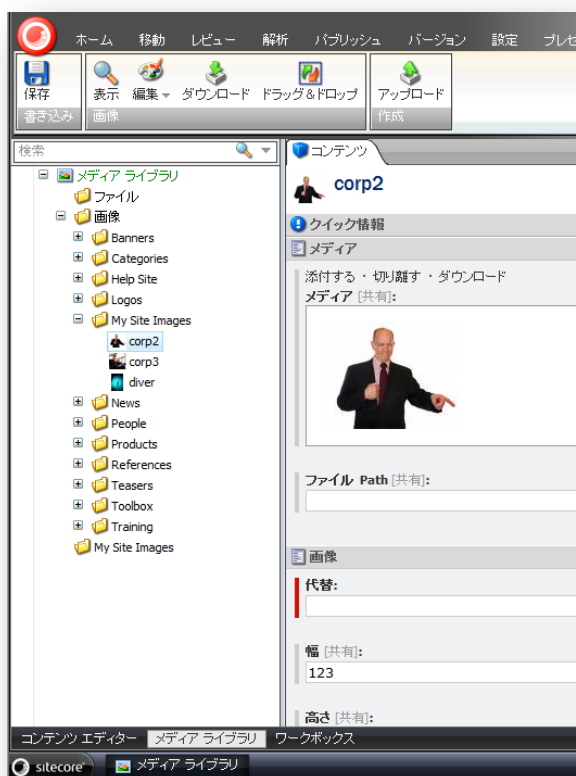 ホーム 移動 レビュー 解析 パブリッシュ バージョン 設定 プレゼ
保存 表示 編集 ダウンロード ドラッグ&ドロップ アップロード
書き込み 画像 作成
検索
コンテンツ
メディア ライブラリ
ファイル
画像
Banners
Categories
Help Site
Logos
My Site Images
corp2
corp3
diver
News
People
Products
References
Teasers
Toolbox
Training
My Site Images
corp2
クイック情報
メディア
添付する ・ 切り離す ・ ダウンロード
メディア [共有]:
ファイル Path [共有]:
画像
代替:
幅 [共有]:
123
高さ [共有]:
コンテンツ エディター メディア ライブラリ ワークボックス
sitecore メディア ライブラリ